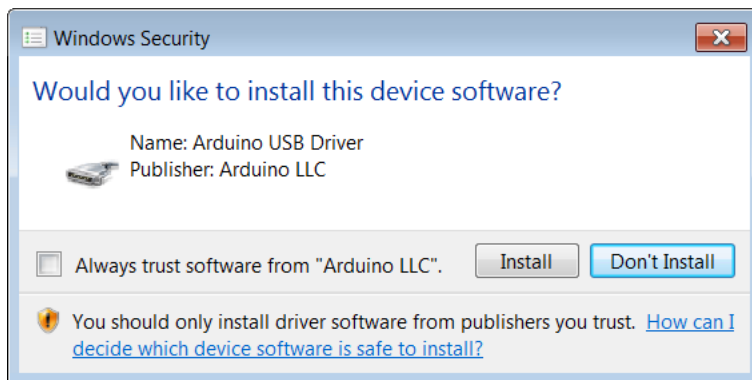 Windows Security
Would you like to install this device software?
Name: Arduino USB Driver
Publisher: Arduino LLC
Always trust software from "Arduino LLC".
Install
Don't Install
You should only install driver software from publishers you trust. How can I
decide which device software is safe to install?